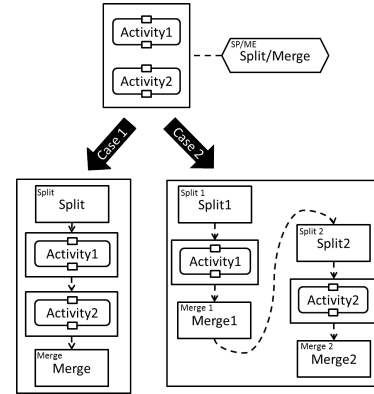 Activity1
Activity2
SP/ME
Split/Merge
Case 1
Case 2
Split
Split
Activity1
Activity2
Merge
Merge
Split 1
Split1
Activity1
Merge 1
Merge1
Split 2
Split2
Activity2
Merge 2
Merge2